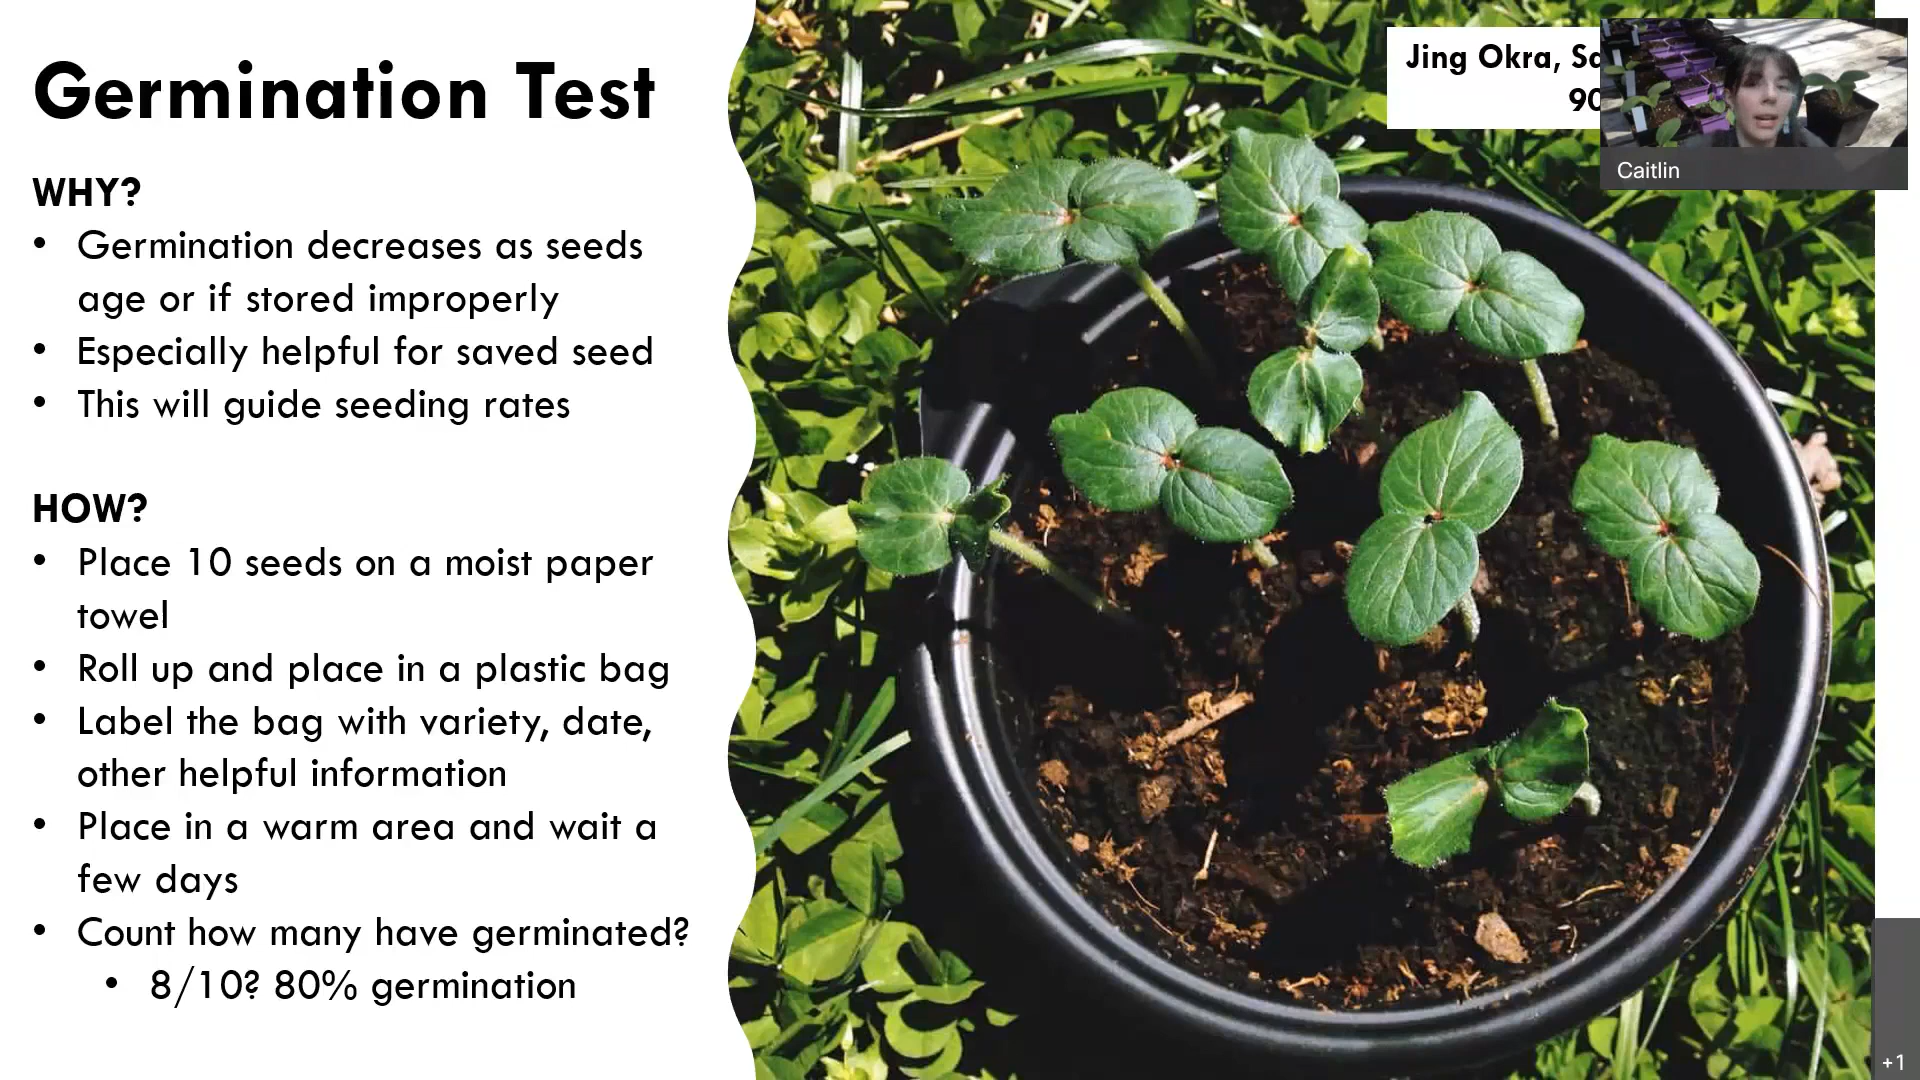 Germination Test
WHY?
• Germination decreases as seeds
age or if stored improperly
• Especially helpful for saved seed
• This will guide seeding rates
HOW?
• Place 10 seeds on a moist paper
towel
• Roll up and place in a plastic bag
• Label the bag with variety, date,
other helpful information
• Place in a warm area and wait a
few days
• Count how many have germinated?
• 8/10? 80% germination
Jing Okra,
Caitlin
+1